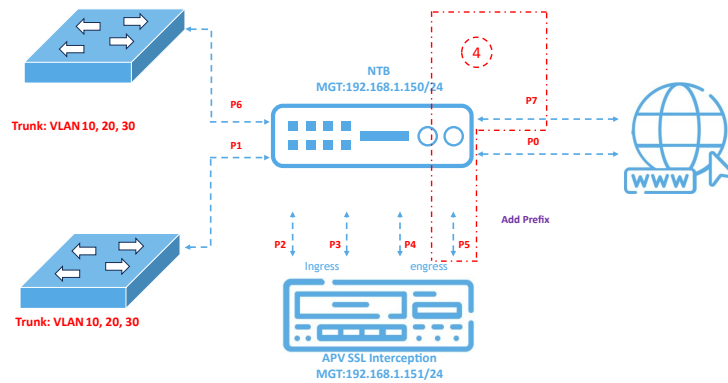 4
NTB
MGT:192.168.1.150/24
P6
P7
Trunk: VLAN 10, 20, 30
P1
P0
WWW
Add Prefix
P2
P3
P4
P5
Ingress
engress
Trunk: VLAN 10, 20, 30
APV SSL Interception
MGT:192.168.1.151/24